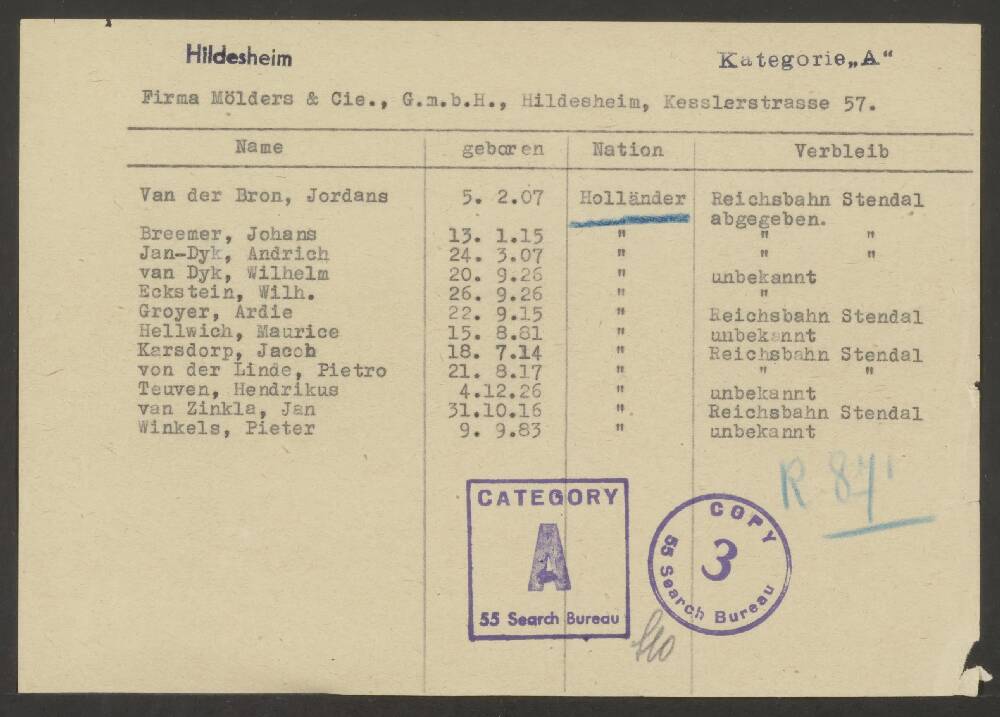 Hildesheim Kategorie„A“
Firma Mölders & Cie., G.m.b.H., Hildesheim, Kesslerstrasse 57.
Name geboren Nation Verbleib
Van der Bron, Jordans 5. 2.07 Holländer Reichsbahn Stendal
abgegeben.
Breemer, Johans 13. 1.15 " " "
Jan-Dyk, Andrich 24. 3.07 " " "
van Dyk, Wilhelm 20. 9.26 " unbekannt
Eckstein, Wilh. 26. 9.26 " "
Groyer, Ardie 22. 9.15 " Reichsbahn Stendal
Hellwich, Maurice 15. 8.81 " unbekannt
Karsdorp, Jacob 18. 7.14 " Reichsbahn Stendal
von der Linde, Pietro 21. 8.17 " " "
Teuven, Hendrikus 4.12.26 " unbekannt
van Zinkla, Jan 31.10.16 " Reichsbahn Stendal
Winkels, Pieter 9. 9.83 " unbekannt
CATEGORY
A
55 Search Bureau
COPY
3
55 Search Bureau